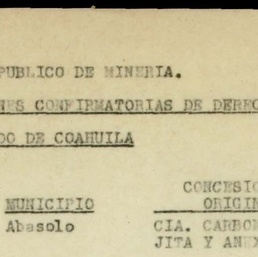 PUBLICO DE MINERIA.
NES CONFIRMATORIAS DE DEREC
DO DE COAHUILA
CONCESIO
MUNICIPIO ORIGIN
Abasolo CIA. CARBON
JITA Y ANEX